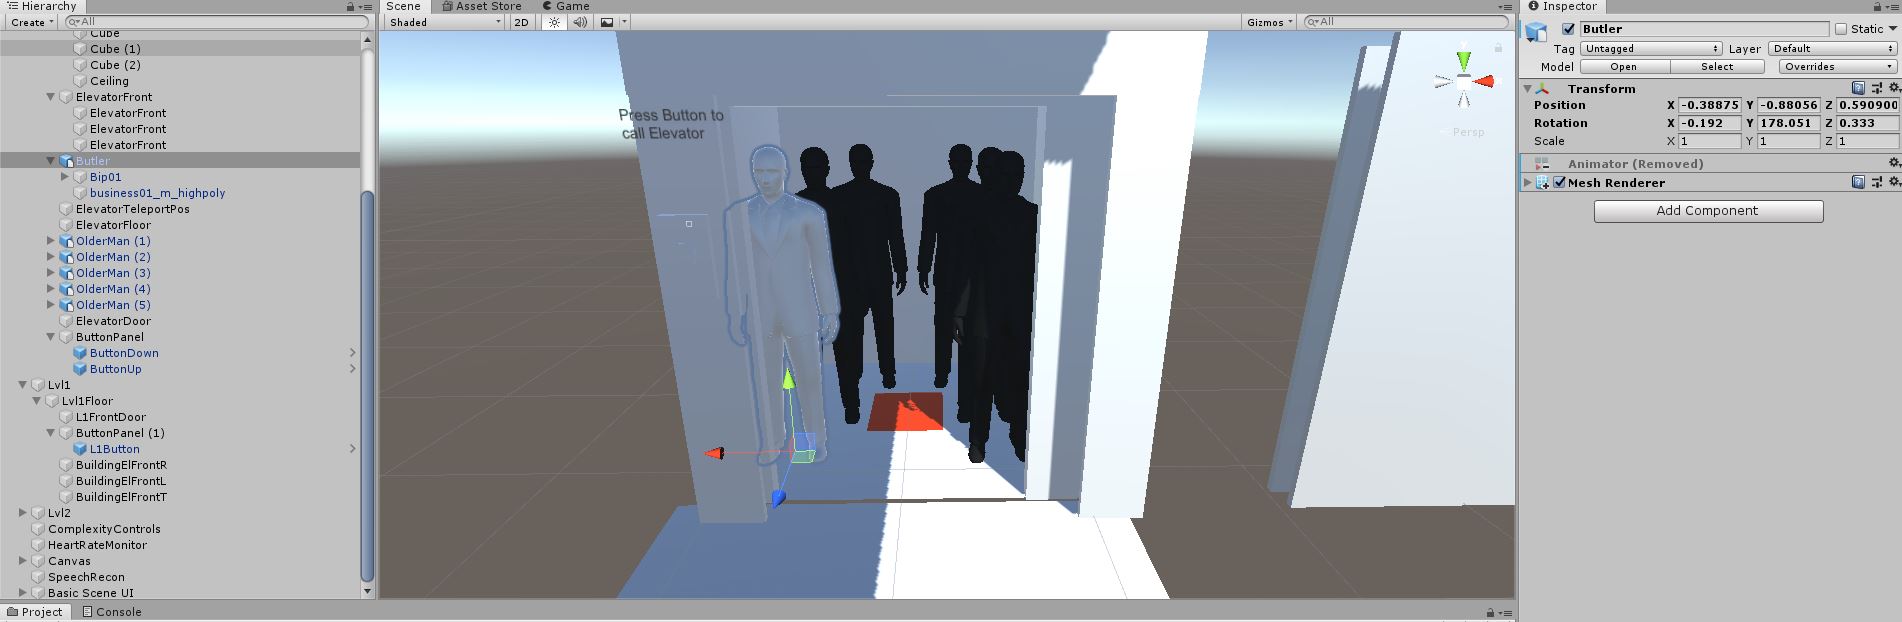 Hierarchy
Create
All
Cube
Cube (1)
Cube (2)
Ceiling
ElevatorFront
ElevatorFront
ElevatorFront
ElevatorFront
Butler
Bip01
business01_m_highpoly
ElevatorTeleportPos
ElevatorFloor
OlderMan (1)
OlderMan (2)
OlderMan (3)
OlderMan (4)
OlderMan (5)
ElevatorDoor
ButtonPanel
ButtonDown
ButtonUp
Lvl1
Lvl1Floor
L1FrontDoor
ButtonPanel (1)
L1Button
BuildingElFrontR
BuildingElFrontL
BuildingElFrontT
Lvl2
ComplexityControls
HeartRateMonitor
Canvas
SpeechRecon
Basic Scene UI
Project Console
Scene Asset Store Game
Shaded 2D Gizmos All
Press Button to
call Elevator
Persp
Inspector
Butler Static
Tag Untagged Layer Default
Model Open Select Overrides
Transform
Position X -0.38875 Y -0.88056 Z 0.590900
Rotation X -0.192 Y 178.051 Z 0.333
Scale X 1 Y 1 Z 1
Animator (Removed)
Mesh Renderer
Add Component